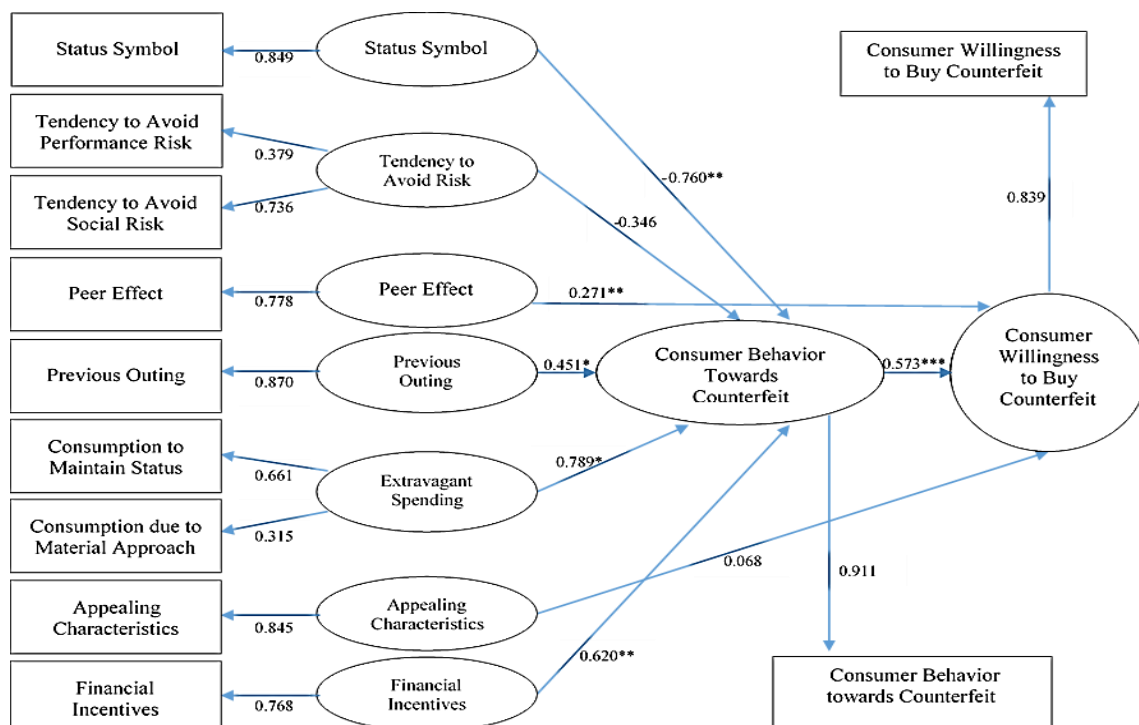 Status Symbol
0.849
Status Symbol
Consumer Willingness
to Buy Counterfeit
Tendency to Avoid
Performance Risk
0.379
Tendency to
Avoid Risk
-0.760**
0.839
Tendency to Avoid
Social Risk
0.736
-0.346
Peer Effect
0.778
Peer Effect
0.271**
Previous Outing
0.870
Previous
Outing
0.451*
Consumer Behavior
Towards
Counterfeit
0.573***
Consumer
Willingness
to Buy
Counterfeit
Consumption to
Maintain Status
0.661
Extravagant
Spending
0.789*
Consumption due to
Material Approach
0.315
0.068
0.911
Appealing
Characteristics
0.845
Appealing
Characteristics
0.620**
Financial
Incentives
0.768
Financial
Incentives
Consumer Behavior
towards Counterfeit